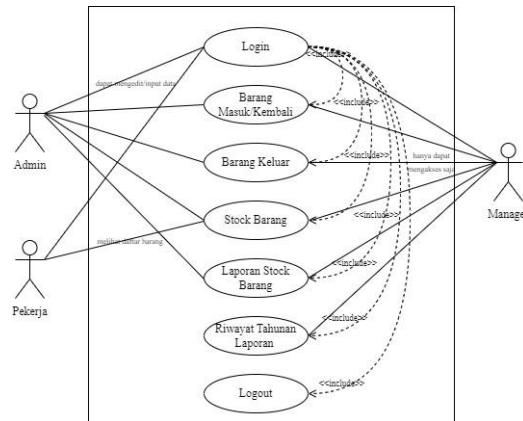 Login
<<include>>
dapat mengedit/input data
Barang
Masuk/Kembali
<<include>>
Admin
Barang Keluar
<<include>>
hanya dapat
mengakses saja
Manage
Stock Barang
<<include>>
melihat daftar barang
Pekerja
Laporan Stock
Barang
<<include>>
Riwayat Tahunan
Laporan
<<include>>
Logout
<<include>>